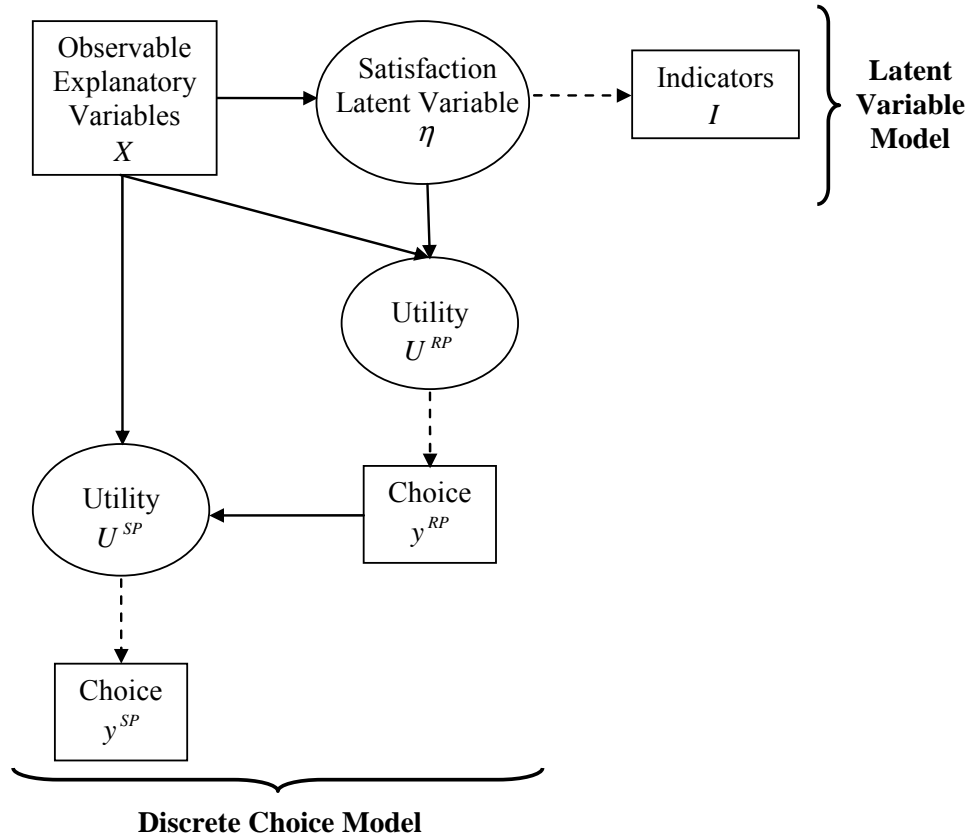 Observable
Explanatory
Variables
X
Satisfaction
Latent Variable
η
Indicators
I
Latent
Variable
Model
Utility
U^RP
Utility
U^SP
Choice
y^RP
Choice
y^SP
Discrete Choice Model